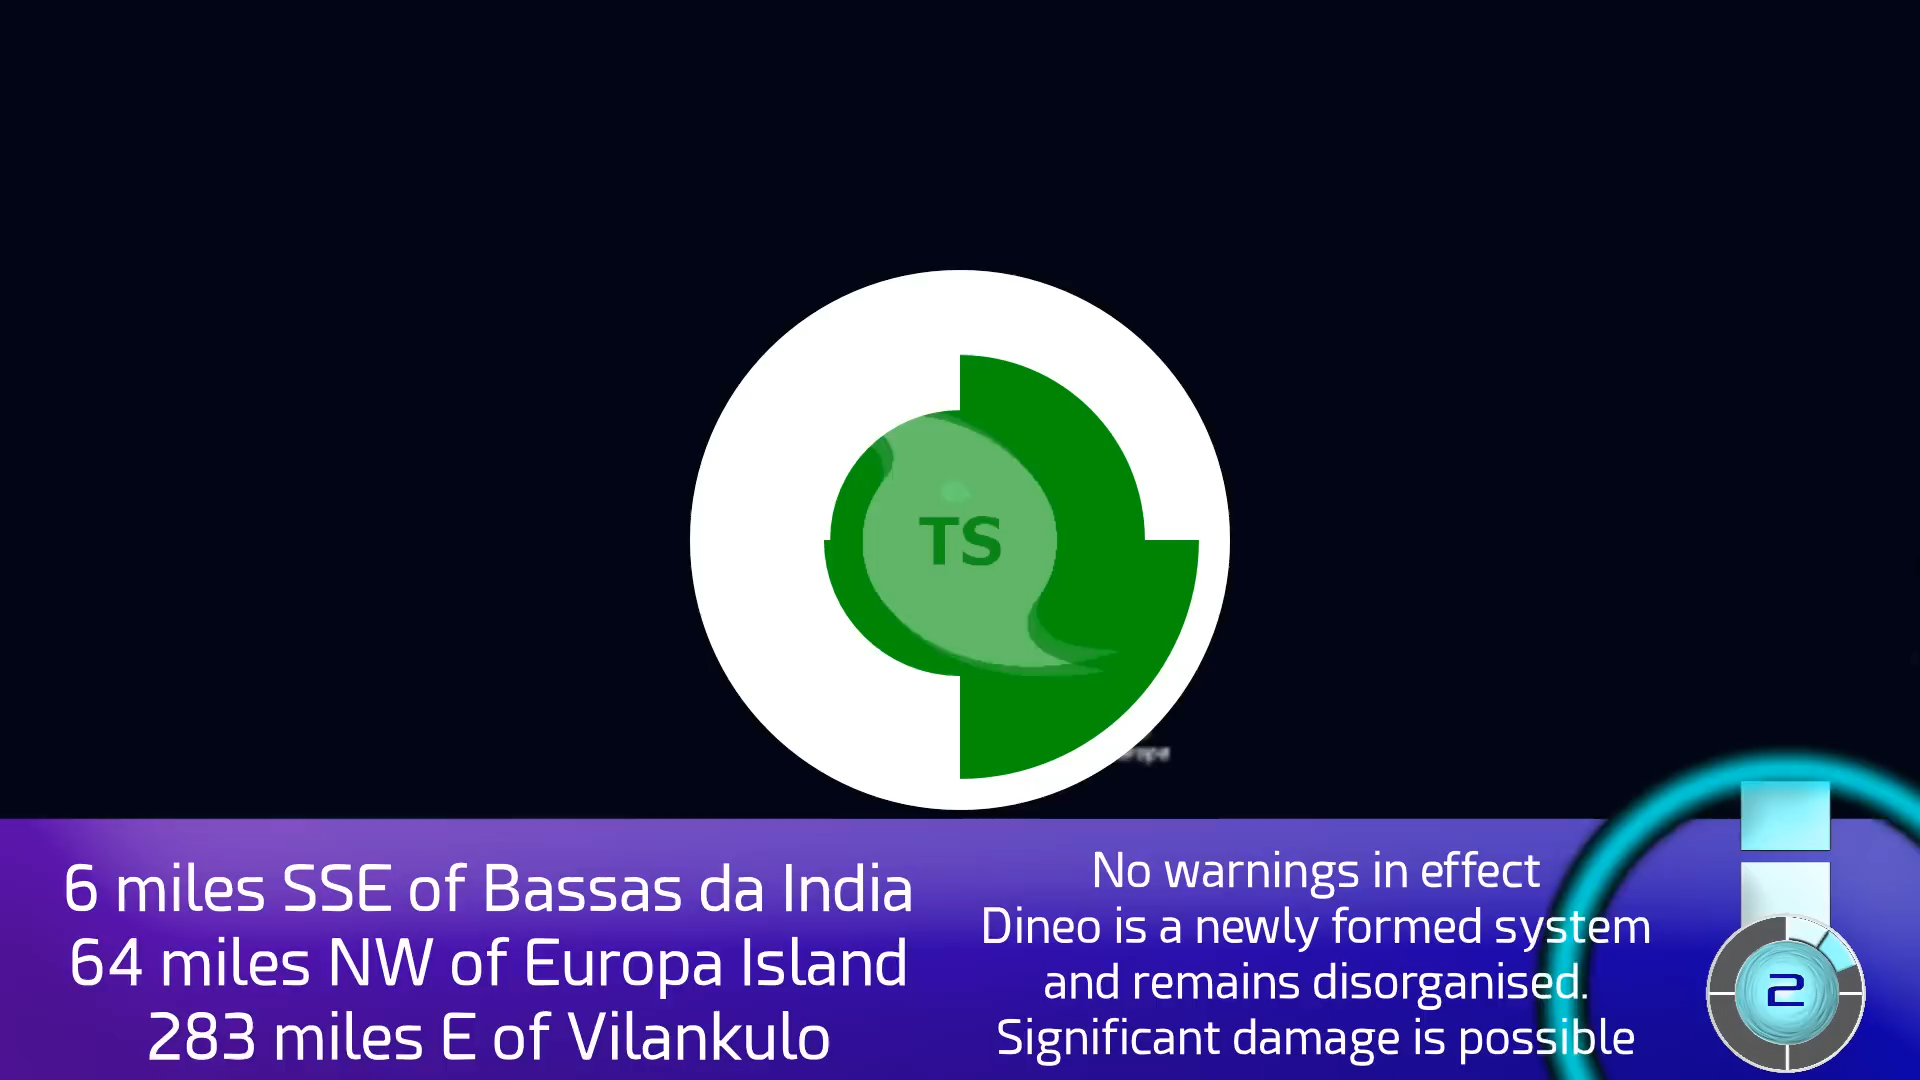 TS
6 miles SSE of Bassas da India
64 miles NW of Europa Island
283 miles E of Vilankulo
No warnings in effect
Dineo is a newly formed system
and remains disorganised.
Significant damage is possible
2